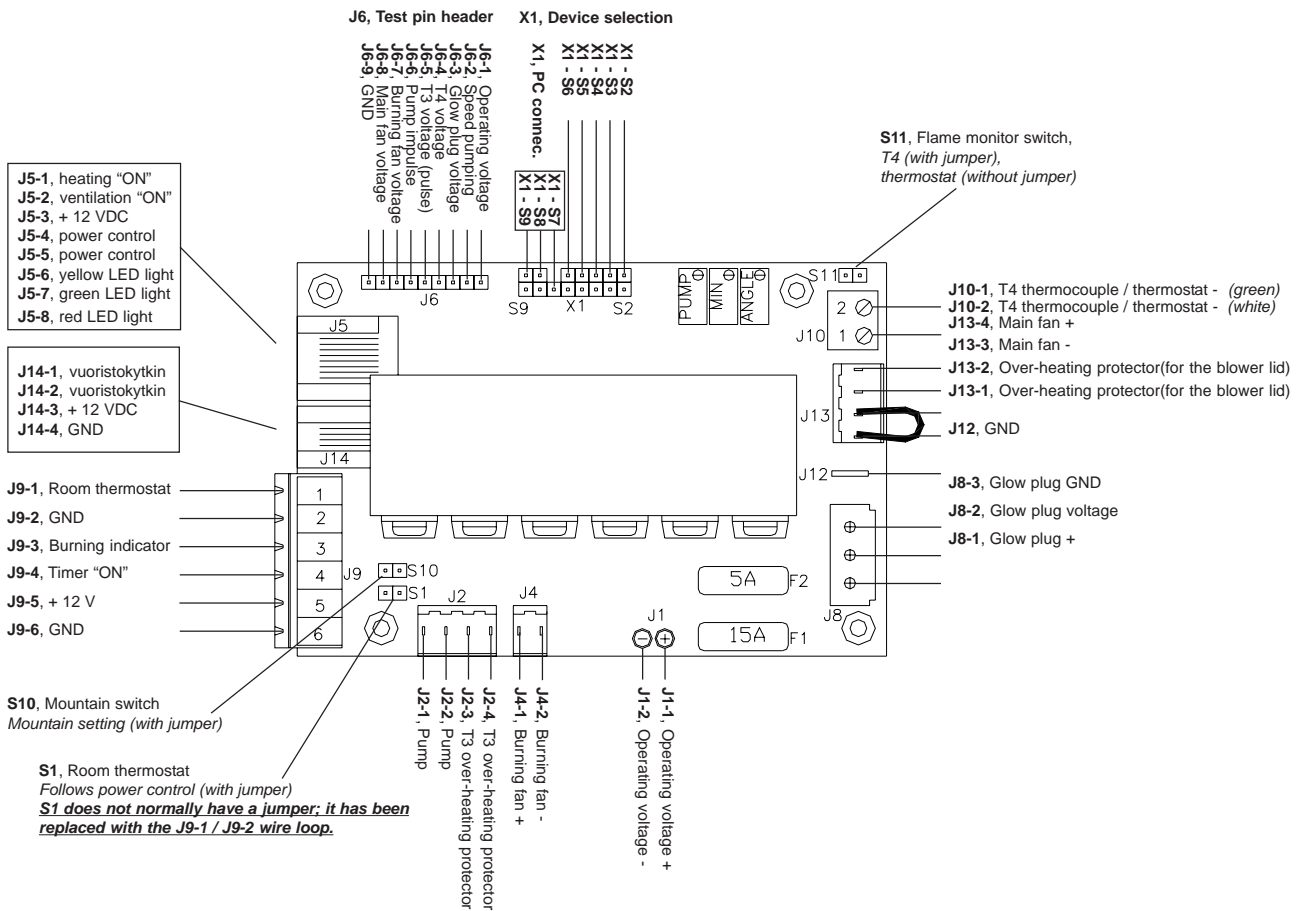 J6, Test pin header
X1, Device selection
J6-1, Operating voltage
J6-2, Speed pumping
J6-3, Glow plug voltage
J6-4, T4 voltage
J6-5, T3 voltage (pulse)
J6-6, Pump impulse
J6-7, Burning fan voltage
J6-8, Main fan voltage
J6-9, GND
X1, PC connec.
X1 - S7
X1 - S8
X1 - S9
X1 - S6
X1 - S5
X1 - S4
X1 - S3
X1 - S2
S11, Flame monitor switch,
T4 (with jumper),
thermostat (without jumper)
J5-1, heating "ON"
J5-2, ventilation "ON"
J5-3, + 12 VDC
J5-4, power control
J5-5, power control
J5-6, yellow LED light
J5-7, green LED light
J5-8, red LED light
J14-1, vuoristokytkin
J14-2, vuoristokytkin
J14-3, + 12 VDC
J14-4, GND
J9-1, Room thermostat
J9-2, GND
J9-3, Burning indicator
J9-4, Timer "ON"
J9-5, + 12 V
J9-6, GND
J6
S9
X1
S2
PUMP
MIN
ANGLE
S11
J5
J14
J10
2
1
J13
J12
J8
1
2
3
4
5
6
J9
S10
S1
J2
J4
J1
5A
F2
15A
F1
J10-1, T4 thermocouple / thermostat - (green)
J10-2, T4 thermocouple / thermostat - (white)
J13-4, Main fan +
J13-3, Main fan -
J13-2, Over-heating protector(for the blower lid)
J13-1, Over-heating protector(for the blower lid)
J12, GND
J8-3, Glow plug GND
J8-2, Glow plug voltage
J8-1, Glow plug +
S10, Mountain switch
Mountain setting (with jumper)
S1, Room thermostat
Follows power control (with jumper)
S1 does not normally have a jumper; it has been
replaced with the J9-1 / J9-2 wire loop.
J2-1, Pump
J2-2, Pump
J2-3, T3 over-heating protector
J2-4, T3 over-heating protector
J4-1, Burning fan +
J4-2, Burning fan -
J1-2, Operating voltage -
J1-1, Operating voltage +